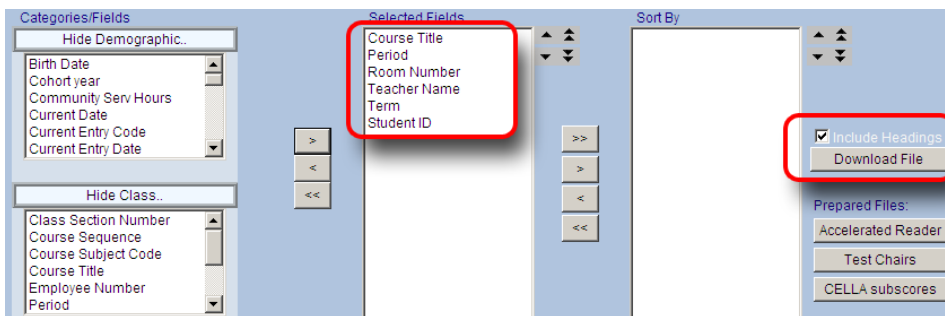 Categories/Fields
Hide Demographic..
Birth Date
Cohort year
Community Serv Hours
Current Date
Current Entry Code
Current Entry Date
Hide Class..
Class Section Number
Course Sequence
Course Subject Code
Course Title
Employee Number
Period
>
<
<<
Selected Fields
Course Title
Period
Room Number
Teacher Name
Term
Student ID
>>
>
<
<<
Sort By
Include Headings
Download File
Prepared Files:
Accelerated Reader
Test Chairs
CELLA subscores